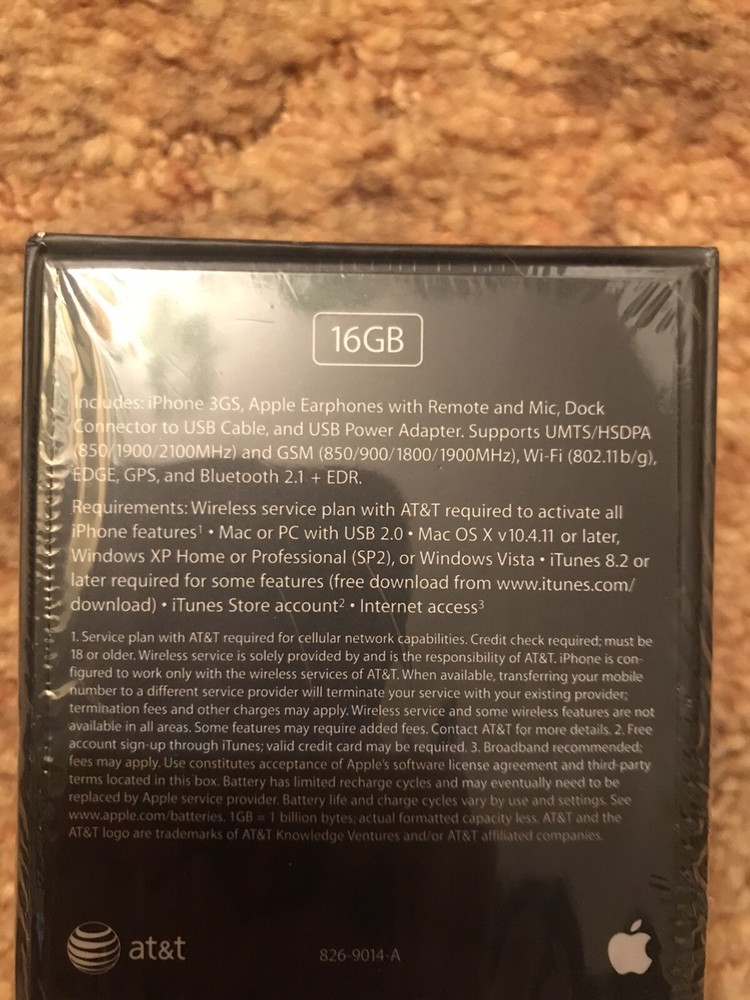 16GB
Includes: iPhone 3GS, Apple Earphones with Remote and Mic, Dock
Connector to USB Cable, and USB Power Adapter. Supports UMTS/HSDPA
(850/1900/2100MHz) and GSM (850/900/1800/1900MHz), Wi-Fi (802.11b/g),
EDGE, GPS, and Bluetooth 2.1 + EDR.
Requirements: Wireless service plan with AT&T required to activate all
iPhone features¹ • Mac or PC with USB 2.0 • Mac OS X v10.4.11 or later,
Windows XP Home or Professional (SP2), or Windows Vista • iTunes 8.2 or
later required for some features (free download from www.itunes.com/
download) • iTunes Store account² • Internet access³
1. Service plan with AT&T required for cellular network capabilities. Credit check required; must be
18 or older. Wireless service is solely provided by and is the responsibility of AT&T. iPhone is con-
figured to work only with the wireless services of AT&T. When available, transferring your mobile
number to a different service provider will terminate your service with your existing provider;
termination fees and other charges may apply. Wireless service and some wireless features are not
available in all areas. Some features may require added fees. Contact AT&T for more details. 2. Free
account sign-up through iTunes; valid credit card may be required. 3. Broadband recommended;
fees may apply. Use constitutes acceptance of Apple's software license agreement and third-party
terms located in this box. Battery has limited recharge cycles and may eventually need to be
replaced by Apple service provider. Battery life and charge cycles vary by use and settings. See
www.apple.com/batteries. 1GB = 1 billion bytes; actual formatted capacity less. AT&T and the
AT&T logo are trademarks of AT&T Knowledge Ventures and/or AT&T affiliated companies.
at&t
826-9014-A